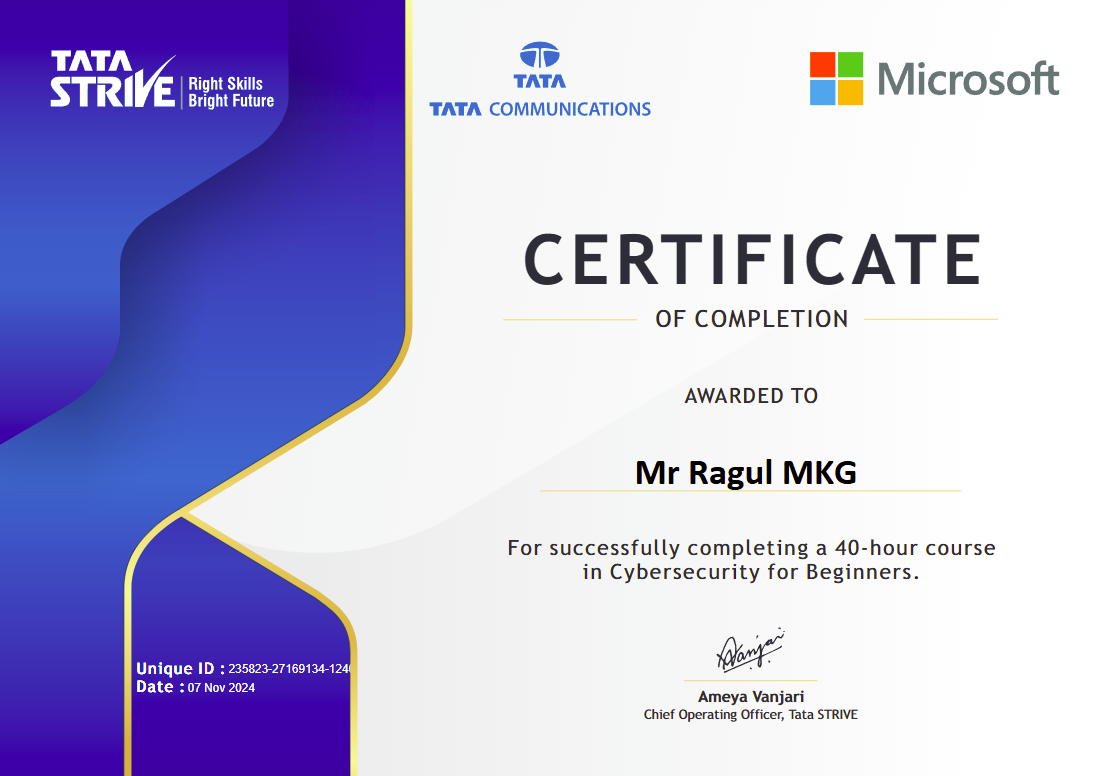 TATA
STRIVE
Right Skills
Bright Future
TATA
TATA COMMUNICATIONS
Microsoft
CERTIFICATE
OF COMPLETION
AWARDED TO
Mr Ragul MKG
For successfully completing a 40-hour course
in Cybersecurity for Beginners.
Vanjari
Ameya Vanjari
Chief Operating Officer, Tata STRIVE
Unique ID : 235823-27169134-124
Date : 07 Nov 2024